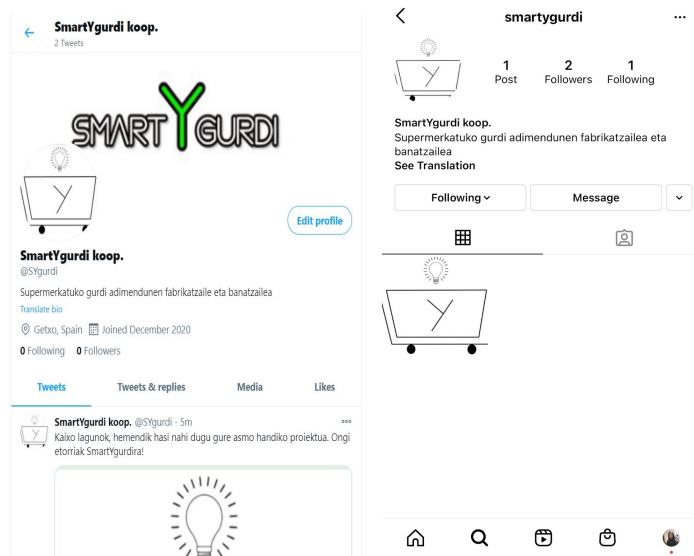 SmartYgurdi koop.
2 Tweets
SMART Y GURDI
Y
Edit profile
SmartYgurdi koop.
@SYgurdi
Supermerkatuko gurdi adimendunen fabrikatzaile eta banatzailea
Translate bio
Getxo, Spain Joined December 2020
0 Following 0 Followers
Tweets Tweets & replies Media Likes
SmartYgurdi koop. @SYgurdi · 5m
Y
Kaixo lagunok, hemendik hasi nahi dugu gure asmo handiko proiektua. Ongi
etorriak SmartYgurdira!
smartygurdi
Y
1 2 1
Post Followers Following
SmartYgurdi koop.
Supermerkatuko gurdi adimendunen fabrikatzailea eta
banatzailea
See Translation
Following Message
Y